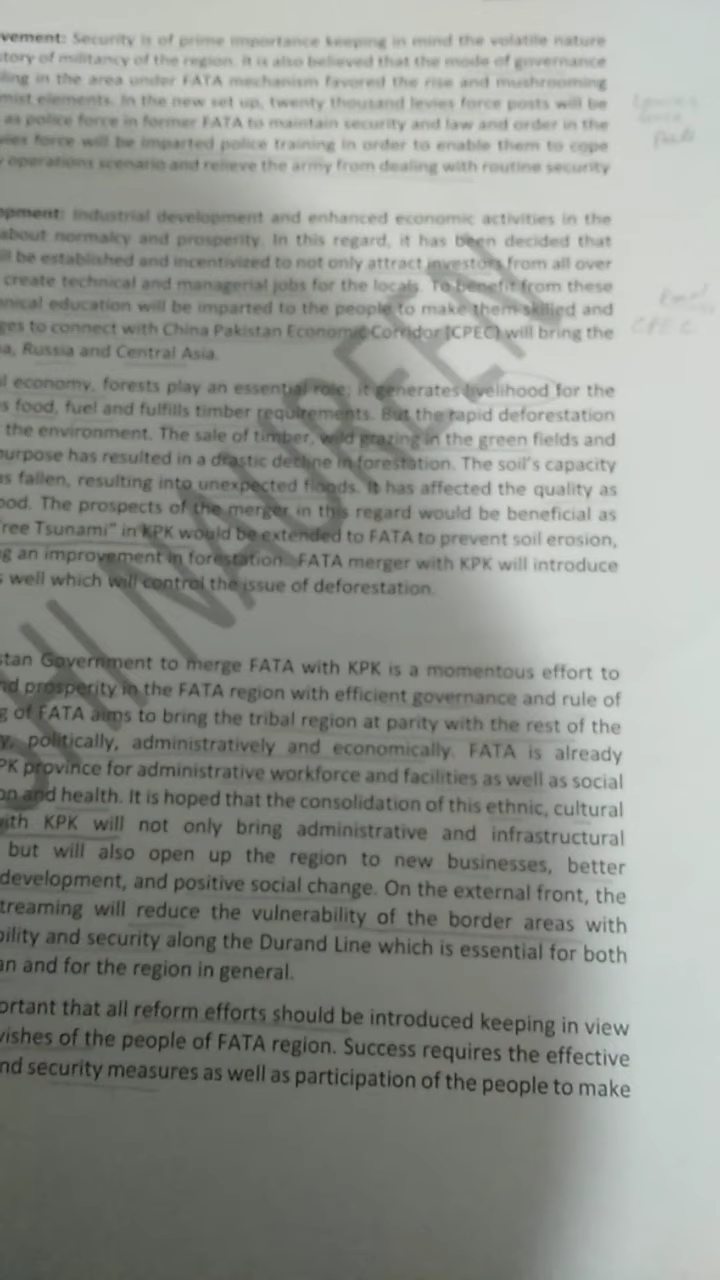 vement: Security is of prime importance keeping in mind the volatile nature
story of militancy of the region. It is also believed that the mode of governance
ling in the area under FATA mechanism favored the rise and mushrooming
mist elements. In the new set up, twenty thousand levies force posts will be
as police force in former FATA to maintain security and law and order in the
vies force will be imparted police training in order to enable them to cope
operations scenario and relieve the army from dealing with routine security
opment: Industrial development and enhanced economic activities in the
about normalcy and prosperity. In this regard, it has been decided that
ll be established and incentivized to not only attract investors from all over
create technical and managerial jobs for the locals. To benefit from these
nical education will be imparted to the people to make them skilled and
ges to connect with China Pakistan Economic Corridor (CPEC) will bring the
CPEC
a, Russia and Central Asia.
l economy, forests play an essential role; it generates livelihood for the
s food, fuel and fulfills timber requirements. But the rapid deforestation
the environment. The sale of timber, wild grazing in the green fields and
purpose has resulted in a drastic decline in forestation. The soil's capacity
as fallen, resulting into unexpected floods. It has affected the quality as
ood. The prospects of the merger in this regard would be beneficial as
ree Tsunami" in KPK would be extended to FATA to prevent soil erosion,
g an improvement in forestation. FATA merger with KPK will introduce
s well which will control the issue of deforestation.
stan Government to merge FATA with KPK is a momentous effort to
nd prosperity in the FATA region with efficient governance and rule of
g of FATA aims to bring the tribal region at parity with the rest of the
y, politically, administratively and economically. FATA is already
PK province for administrative workforce and facilities as well as social
on and health. It is hoped that the consolidation of this ethnic, cultural
with KPK will not only bring administrative and infrastructural
but will also open up the region to new businesses, better
development, and positive social change. On the external front, the
treaming will reduce the vulnerability of the border areas with
bility and security along the Durand Line which is essential for both
an and for the region in general.
ortant that all reform efforts should be introduced keeping in view
wishes of the people of FATA region. Success requires the effective
nd security measures as well as participation of the people to make
HI NAUREEN